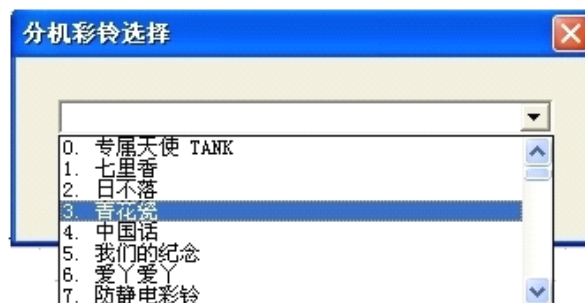 分机彩铃选择
0. 专属天使 TANK
1. 七里香
2. 日不落
3. 青花瓷
4. 中国话
5. 我们的纪念
6. 爱丫爱丫
7. 防静电彩铃